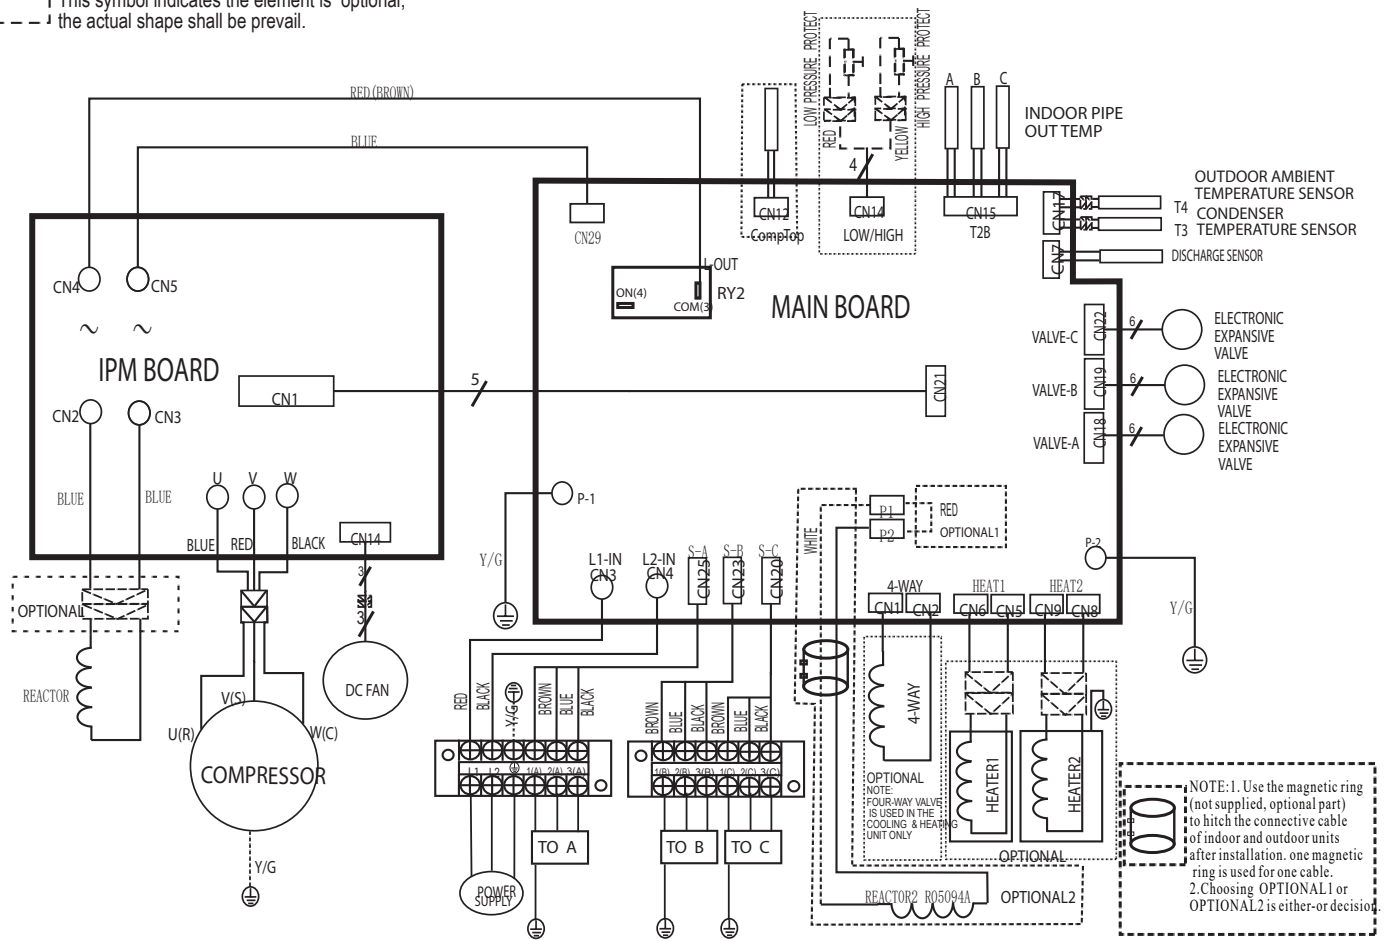 This symbol indicates the element is optional,
the actual shape shall be prevail.
RED(BROWN)
BLUE
LOW PRESSURE PROTECT
HIGH PRESSURE PROTECT
RED
YELLOW
4
A B C
INDOOR PIPE
OUT TEMP
CN12
CompTop
CN14
LOW/HIGH
CN15
T2B
CN17
OUTDOOR AMBIENT
T4 TEMPERATURE SENSOR
CONDENSER
T3 TEMPERATURE SENSOR
CN7
DISCHARGE SENSOR
CN29
L-OUT
ON(4)
COM(3)
RY2
MAIN BOARD
CN4
CN5
~ ~
IPM BOARD
CN1
5
CN21
VALVE-C
CN22
6
ELECTRONIC
EXPANSIVE
VALVE
VALVE-B
CN19
6
ELECTRONIC
EXPANSIVE
VALVE
VALVE-A
CN18
6
ELECTRONIC
EXPANSIVE
VALVE
CN2
CN3
BLUE
BLUE
U V W
BLUE
RED
BLACK
CN14
3
3
DC FAN
OPTIONAL
REACTOR
V(S)
U(R)
W(C)
COMPRESSOR
Y/G
P-1
Y/G
L1-IN
CN3
L2-IN
CN4
S-A
CN25
S-B
CN23
S-C
CN20
WHITE
P1
P2
RED
OPTIONAL1
P-2
Y/G
4-WAY
CN1
CN2
HEAT1
CN6
CN5
HEAT2
CN9
CN8
RED
BLACK
Y/G
BROWN
BLUE
BLACK
BROWN
BLUE
BLACK
BROWN
BLUE
BLACK
L1 L2 1(A) 2(A) 3(A)
1(B) 2(B) 3(B) 1(C) 2(C) 3(C)
TO A
TO B
TO C
POWER
SUPPLY
4-WAY
OPTIONAL
NOTE:
FOUR-WAY VALVE
IS USED IN THE
COOLING & HEATING
UNIT ONLY
HEATER1
HEATER2
OPTIONAL
REACTOR2 RO5094A
OPTIONAL2
NOTE:1. Use the magnetic ring
(not supplied, optional part)
to hitch the connective cable
of indoor and outdoor units
after installation. one magnetic
ring is used for one cable.
2.Choosing OPTIONAL1 or
OPTIONAL2 is either-or decision.